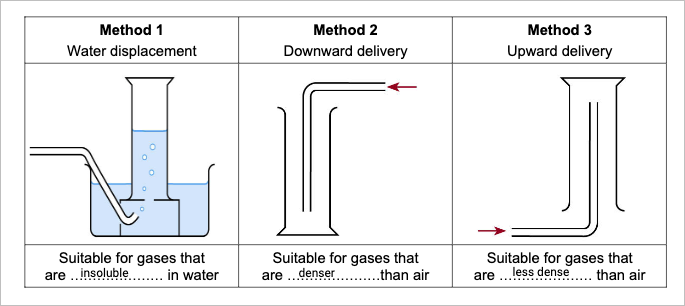 Method 1
Water displacement
Method 2
Downward delivery
Method 3
Upward delivery
Suitable for gases that
are ...insoluble... in water
Suitable for gases that
are ...denser...than air
Suitable for gases that
are ...less dense... than air